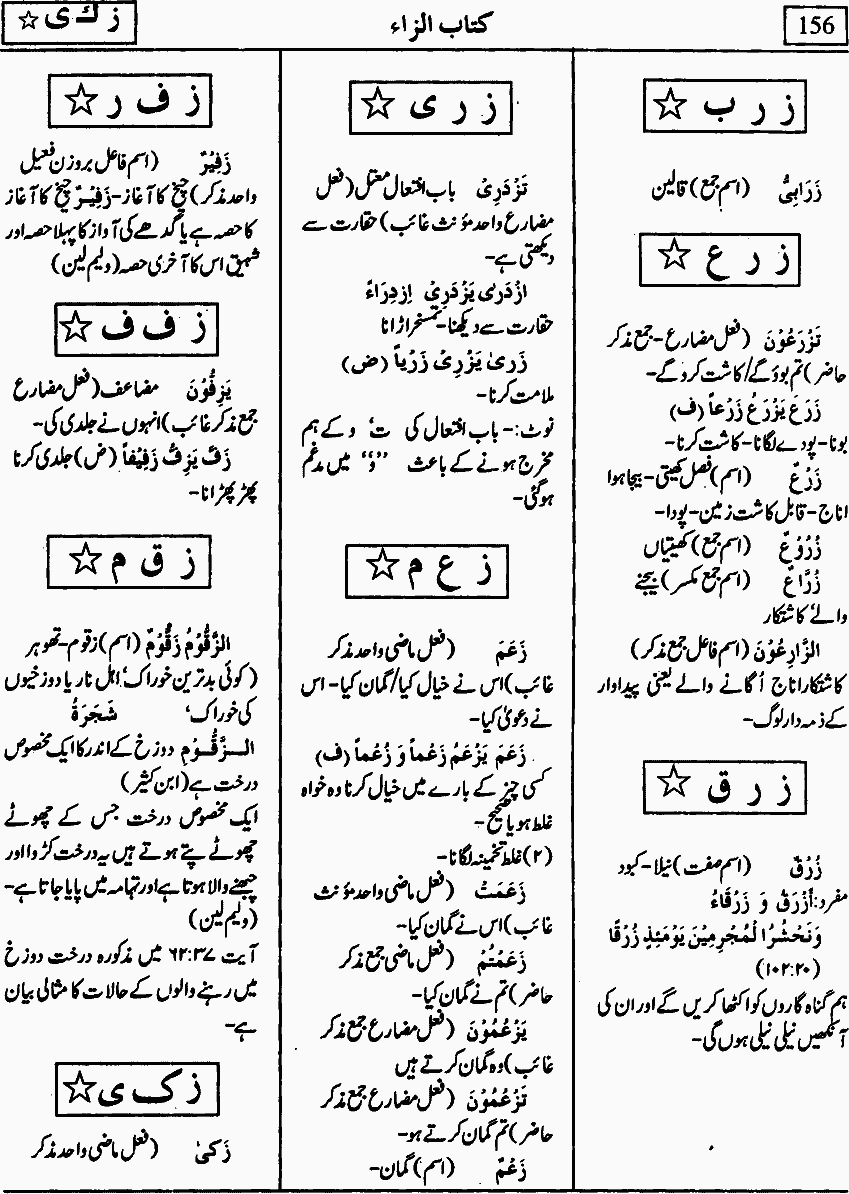 156
کتاب الزاء
ز ک ی ☆
ز ر ب ☆
زَرَابِیُّ (اسم جمع) قالین
ز ر ع ☆
تَزْرَعُوْنَ (فعل مضارع-جمع مذکر
حاضر) تم بوؤ گے/کاشت کرو گے-
زَرَعَ يَزْرَعُ زَرْعاً (ف)
بونا-پودے لگانا-کاشت کرنا-
زَرْعٌ (اسم) فصل کھیتی-بیجا ہوا
اناج-قابل کاشت زمین-پودا-
زُرُوْعٌ (اسم جمع) کھیتیاں
زُرَّاعٌ (اسم جمع مکسر) بیجنے
والے کاشتکار
الزَّارِعُوْنَ (اسم فاعل جمع مذکر)
کاشتکار اناج اُگانے والے یعنی پیداوار
کے ذمہ دار لوگ-
ز ر ق ☆
زُرْقٌ (اسم صفت) نیلا-کبود
مفرد: اَزْرَقُ وَ زَرْقَاءُ
وَنَحْشُرُ الْمُجْرِمِيْنَ يَوْمَئِذٍ زُرْقًا
(۱۰۲:۲۰)
ہم گناہ گاروں کو اکٹھا کریں گے اور ان کی
آنکھیں نیلی نیلی ہوں گی-
ز ر ی ☆
تَزْدَرِیْ باب افتعال معتل (فعل
مضارع واحد مؤنث غائب) حقارت سے
دیکھتی ہے-
اِزْدَرٰی يَزْدَرِیْ اِزْدِرَاءً
حقارت سے دیکھنا-تمسخر اڑانا
زَرٰی يَزْرِیْ زَرْياً (ض)
ملامت کرنا-
نوٹ:- باب افتعال کی ت، د کے ہم
مخرج ہونے کے باعث "د" میں مدغم
ہو گئی-
ز ع م ☆
زَعَمَ (فعل ماضی واحد مذکر
غائب) اس نے خیال کیا/گمان کیا-اس
نے دعویٰ کیا-
زَعَمَ يَزْعَمُ زَعْماً وَ زُعْماً (ف)
کسی چیز کے بارے میں خیال کرنا وہ خواہ
غلط ہو یا صحیح-
(۲) غلط تخمینہ لگانا-
زَعَمَتْ (فعل ماضی واحد مؤنث
غائب) اس نے گمان کیا-
زَعَمْتُمْ (فعل ماضی جمع مذکر
حاضر) تم نے گمان کیا-
يَزْعُمُوْنَ (فعل مضارع جمع مذکر
غائب) وہ گمان کرتے ہیں
تَزْعُمُوْنَ (فعل مضارع جمع مذکر
حاضر) تم گمان کرتے ہو-
زَعْمٌ (اسم) گمان-
ز ف ر ☆
زَفِيْرٌ (اسم فاعل بروزن فعیل
واحد مذکر) چیخ کا آغاز-زَفِيْرٌ چیخ کا آغاز
کا حصہ ہے یا گدھے کی آواز کا پہلا حصہ اور
شہیق اس کا آخری حصہ (ولیم لین)
ز ف ف ☆
يَزِفُّوْنَ مضاعف (فعل مضارع
جمع مذکر غائب) انہوں نے جلدی کی-
زَفَّ يَزِفُّ زَفِيْفاً (ض) جلدی کرنا
پھڑپھڑانا-
ز ق م ☆
الزَّقُّوْمُ زَقُّوْمٌ (اسم) زقوم-تھوہر
(کوئی بدترین خوراک، اہل نار یا دوزخیوں
کی خوراک، شَجَرَةُ
الزَّقُّوْمِ دوزخ کے اندر کا ایک مخصوص
درخت ہے (ابن کثیر)
ایک مخصوص درخت جس کے چھوٹے
چھوٹے پتے ہوتے ہیں یہ درخت کڑوا اور
چبھنے والا ہوتا ہے اور تہامہ میں پایا جاتا ہے-
(ولیم لین)
آیت ۶۲:۳۷ میں مذکورہ درخت دوزخ
میں رہنے والوں کے حالات کا مثالی بیان
ہے-
ز ک ی ☆
زَکیٰ (فعل ماضی واحد مذکر